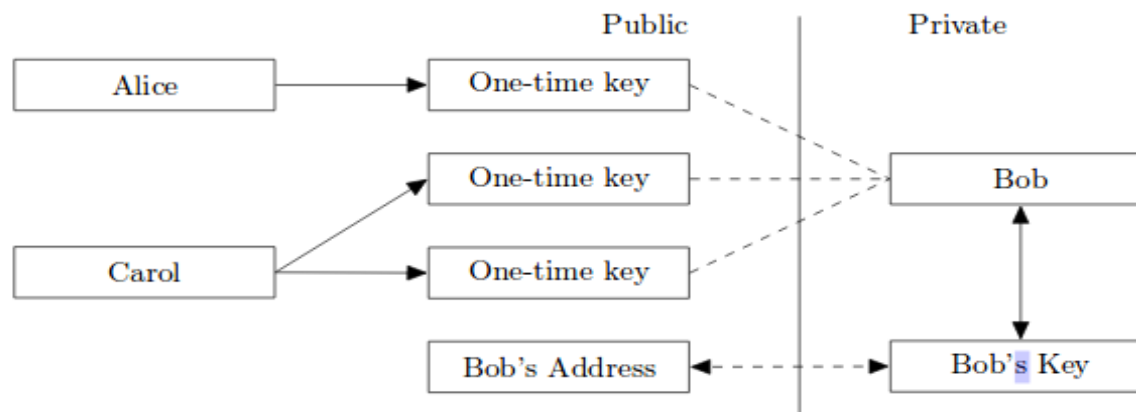 Public Private
Alice One-time key
One-time key Bob
Carol One-time key
Bob's Address Bob's Key